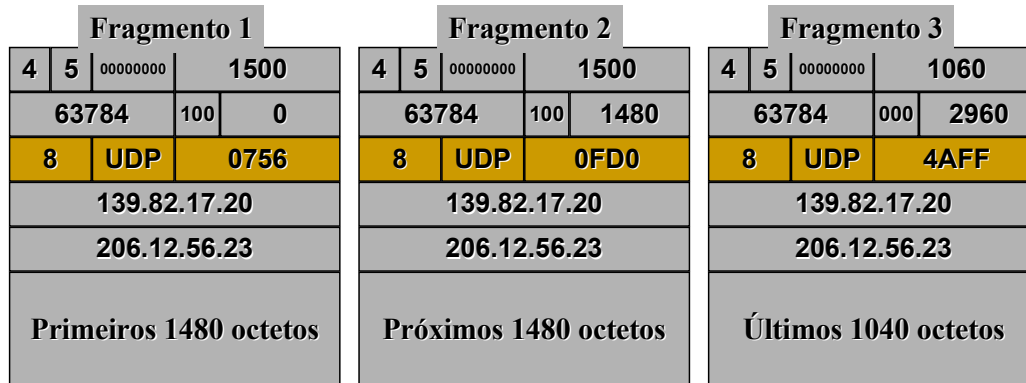 Fragmento 1
4 5 00000000 1500
63784 100 0
8 UDP 0756
139.82.17.20
206.12.56.23
Primeiros 1480 octetos
Fragmento 2
4 5 00000000 1500
63784 100 1480
8 UDP 0FD0
139.82.17.20
206.12.56.23
Próximos 1480 octetos
Fragmento 3
4 5 00000000 1060
63784 000 2960
8 UDP 4AFF
139.82.17.20
206.12.56.23
Últimos 1040 octetos